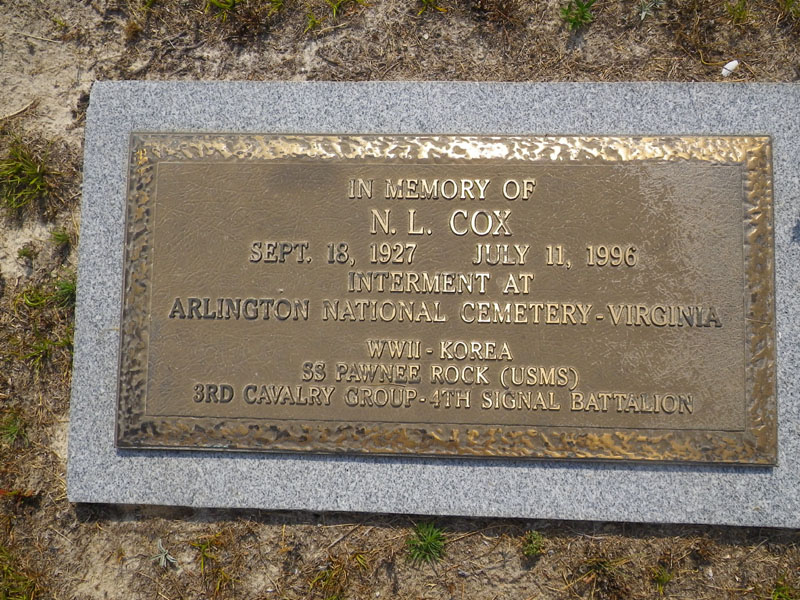 IN MEMORY OF
N. L. COX
SEPT. 18, 1927 JULY 11, 1996
INTERMENT AT
ARLINGTON NATIONAL CEMETERY-VIRGINIA
WWII - KOREA
SS PAWNEE ROCK (USMS)
3RD CAVALRY GROUP-4TH SIGNAL BATTALION